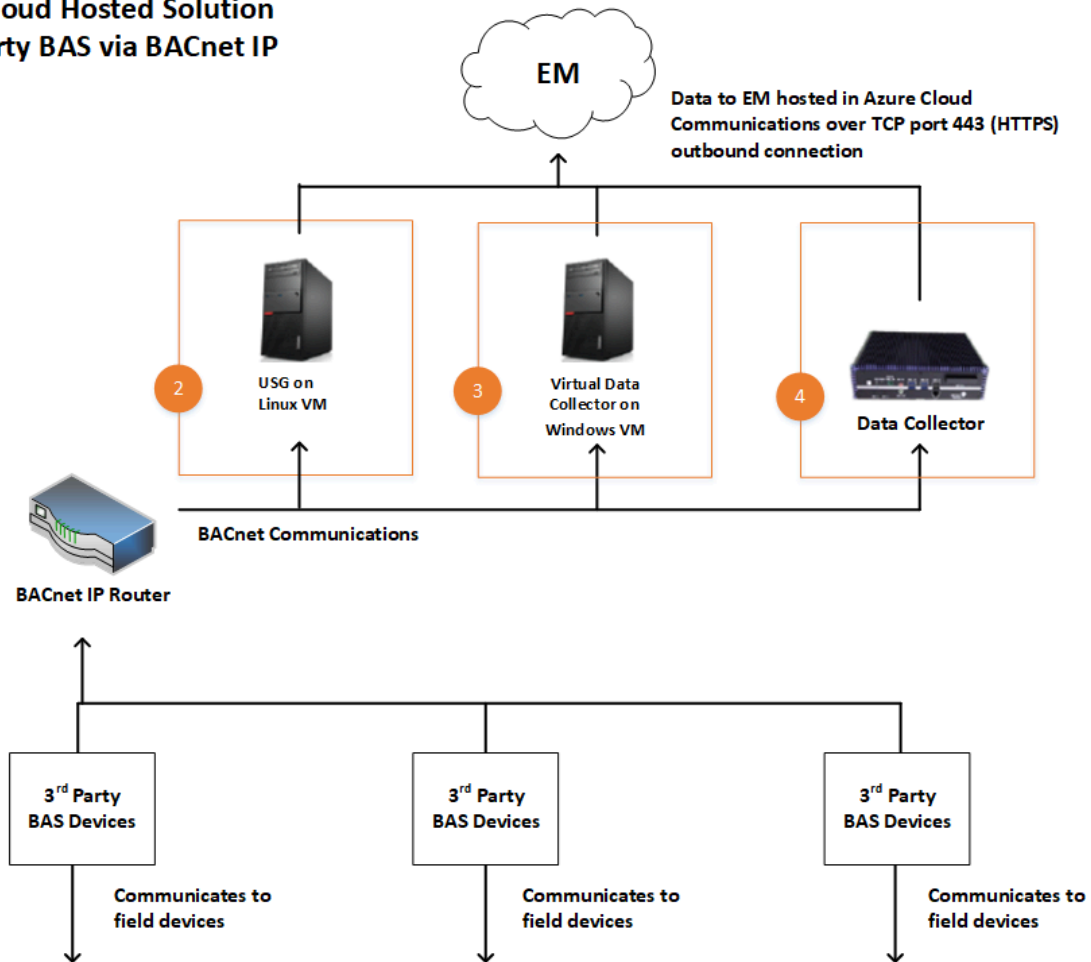 oud Hosted Solution
rty BAS via BACnet IP
EM
Data to EM hosted in Azure Cloud
Communications over TCP port 443 (HTTPS)
outbound connection
2
USG on
Linux VM
3
Virtual Data
Collector on
Windows VM
4
Data Collector
BACnet Communications
BACnet IP Router
3rd Party
BAS Devices
3rd Party
BAS Devices
3rd Party
BAS Devices
Communicates to
field devices
Communicates to
field devices
Communicates to
field devices